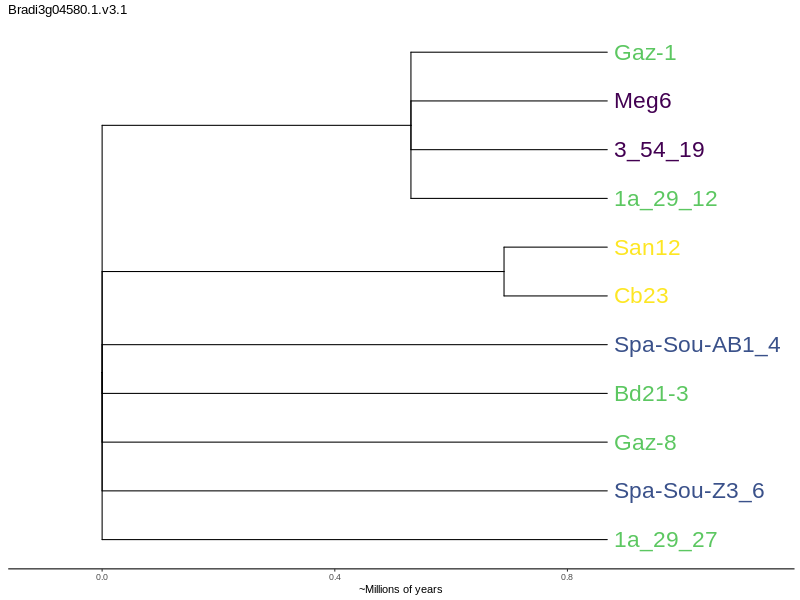 Bradi3g04580.1.v3.1
Gaz-1
Meg6
3_54_19
1a_29_12
San12
Cb23
Spa-Sou-AB1_4
Bd21-3
Gaz-8
Spa-Sou-Z3_6
1a_29_27
0.0 0.4 0.8
~Millions of years